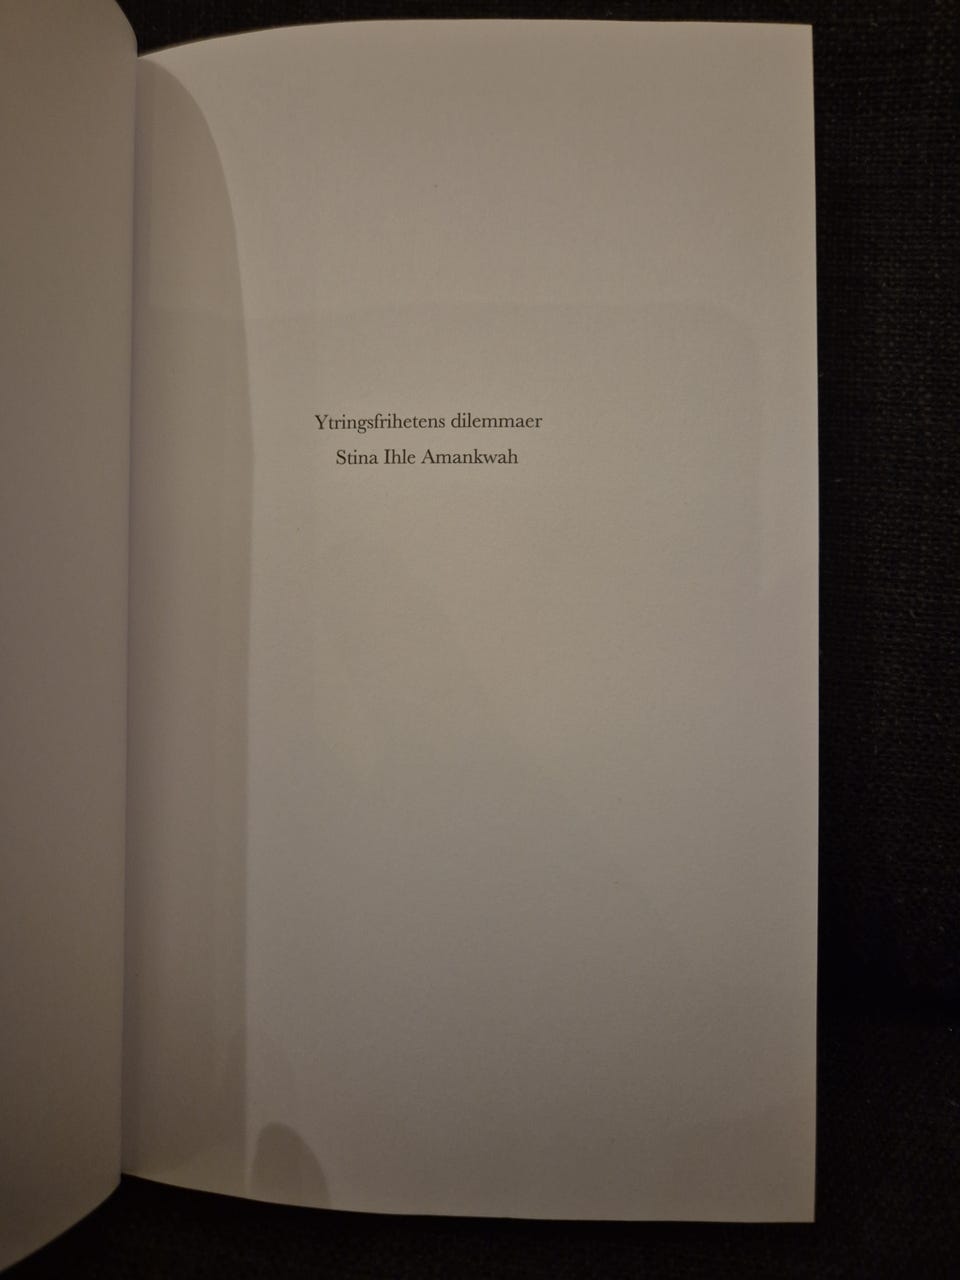 Ytringsfrihetens dilemmaer
Stina Ihle Amankwah